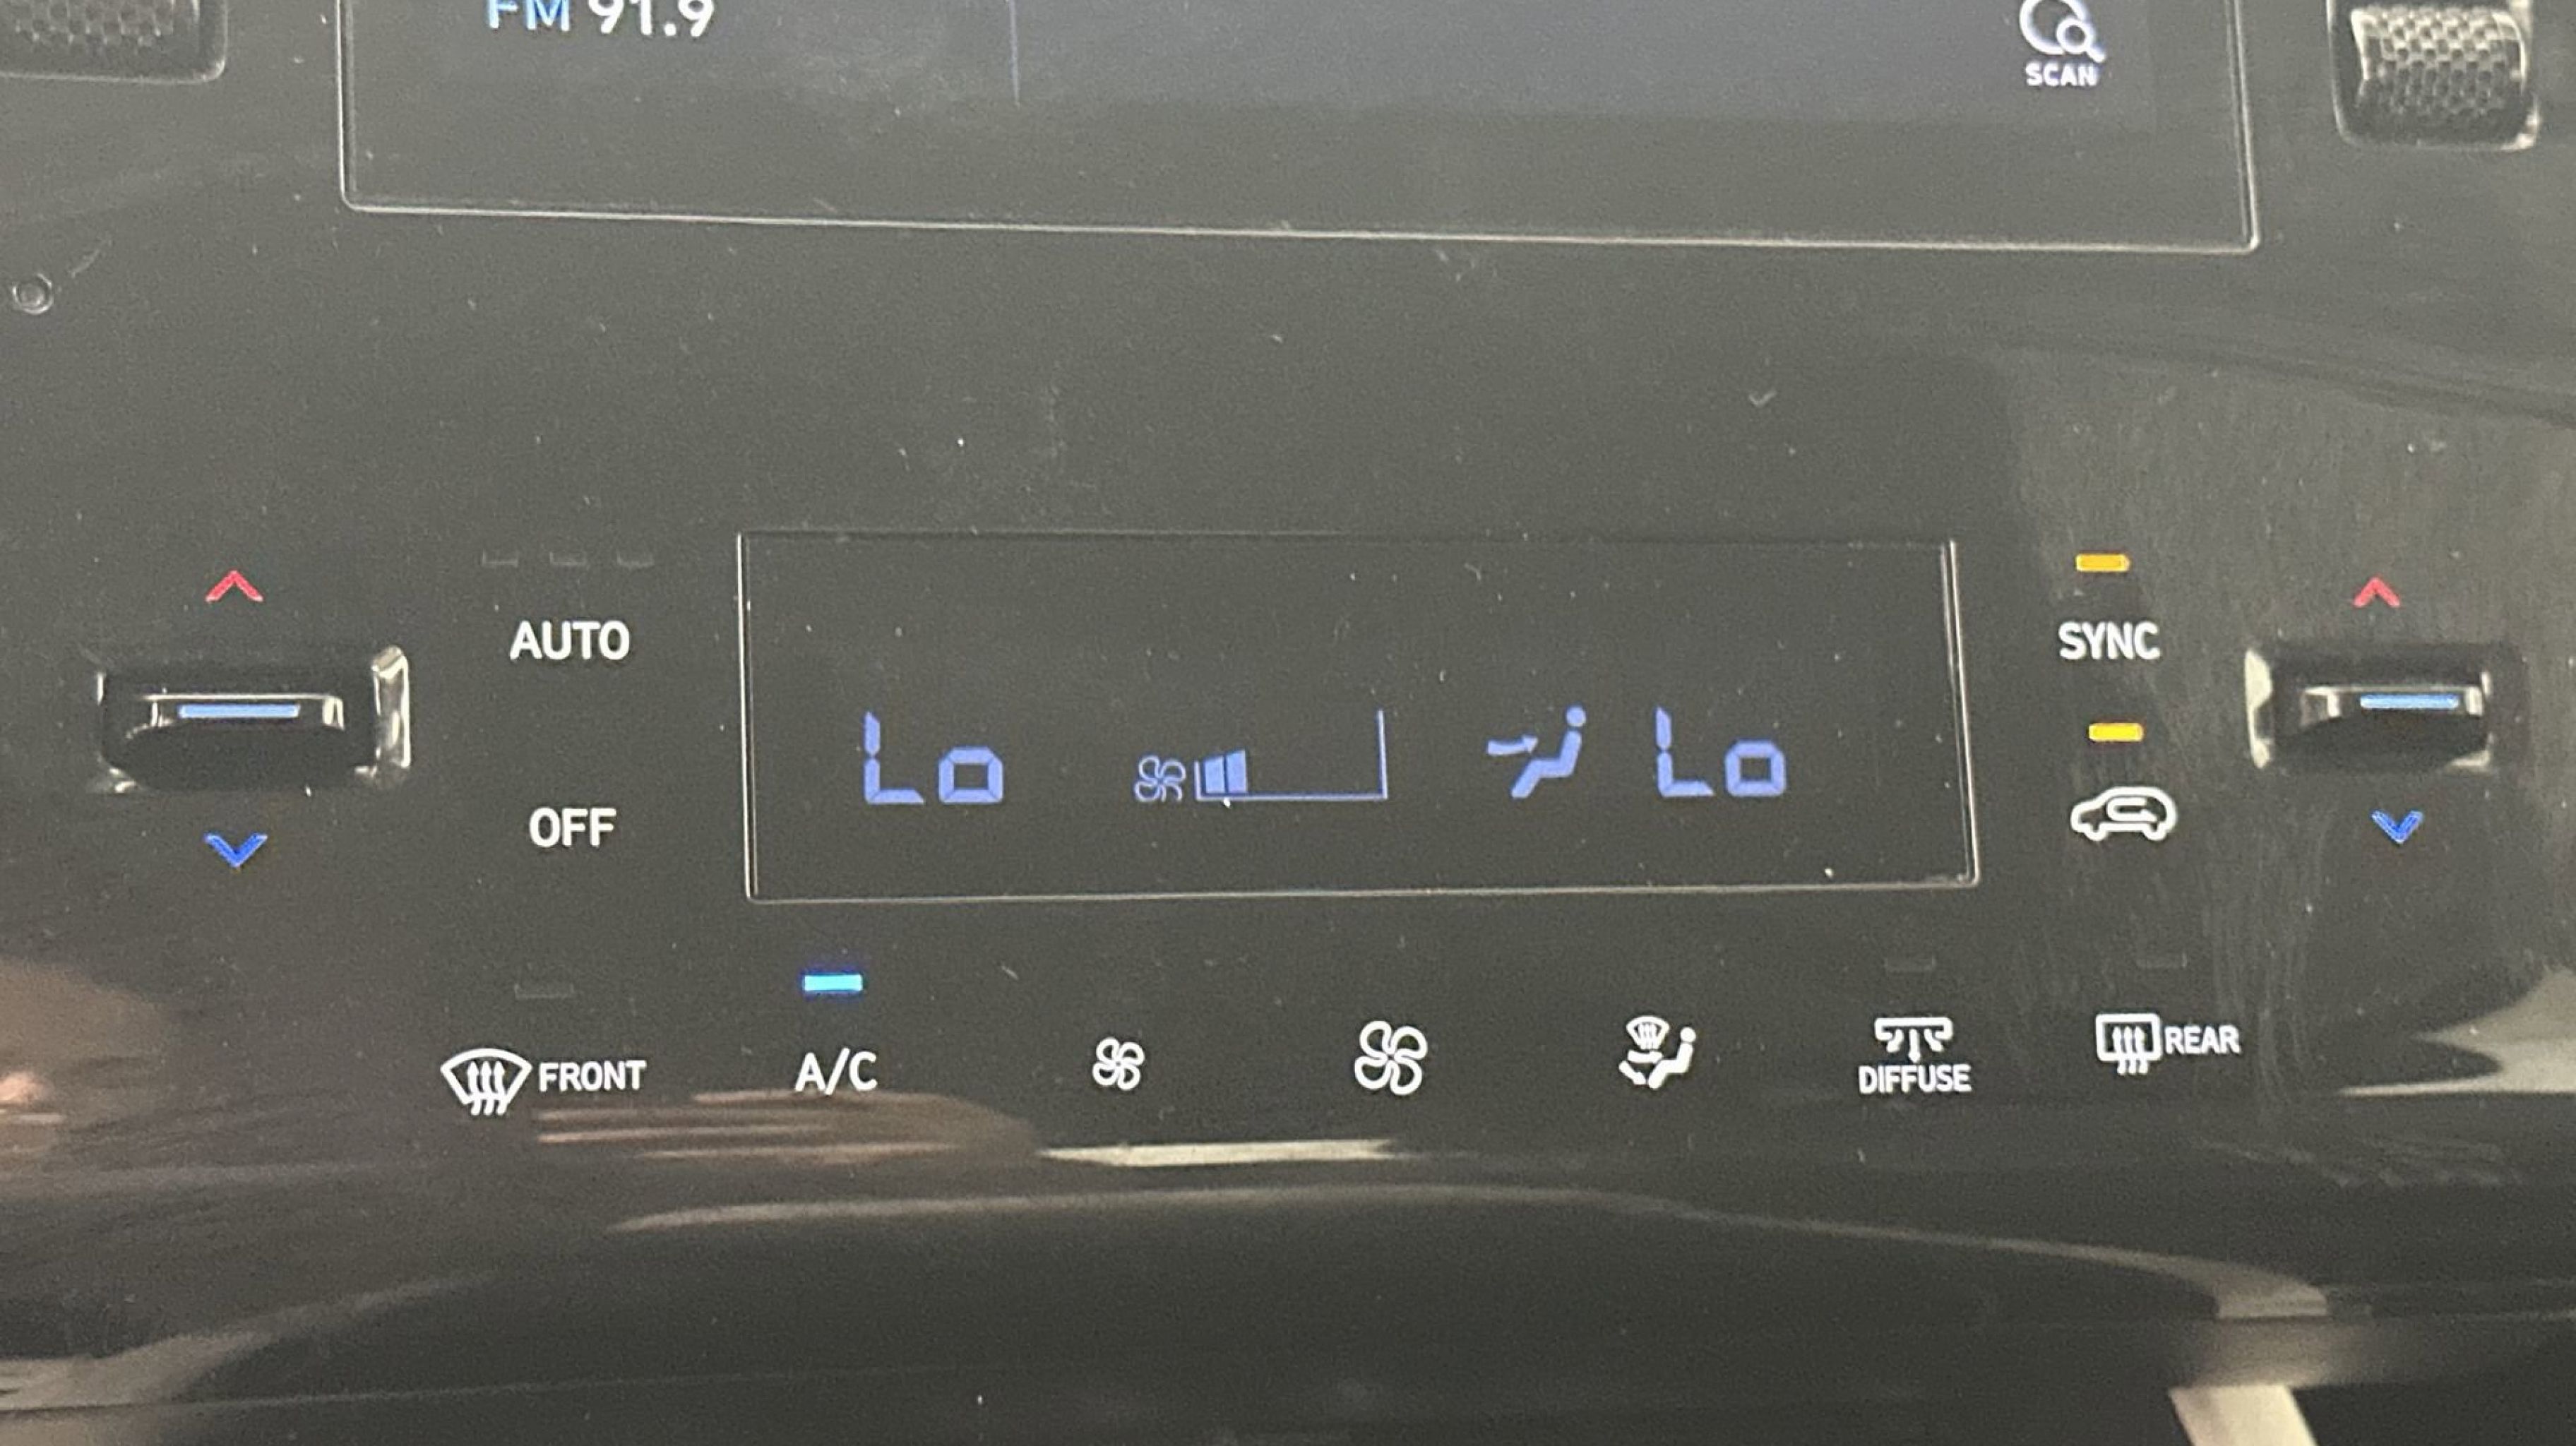 FM 91.9
SCAN
AUTO
SYNC
Lo Lo
OFF
FRONT
A/C
DIFFUSE
REAR